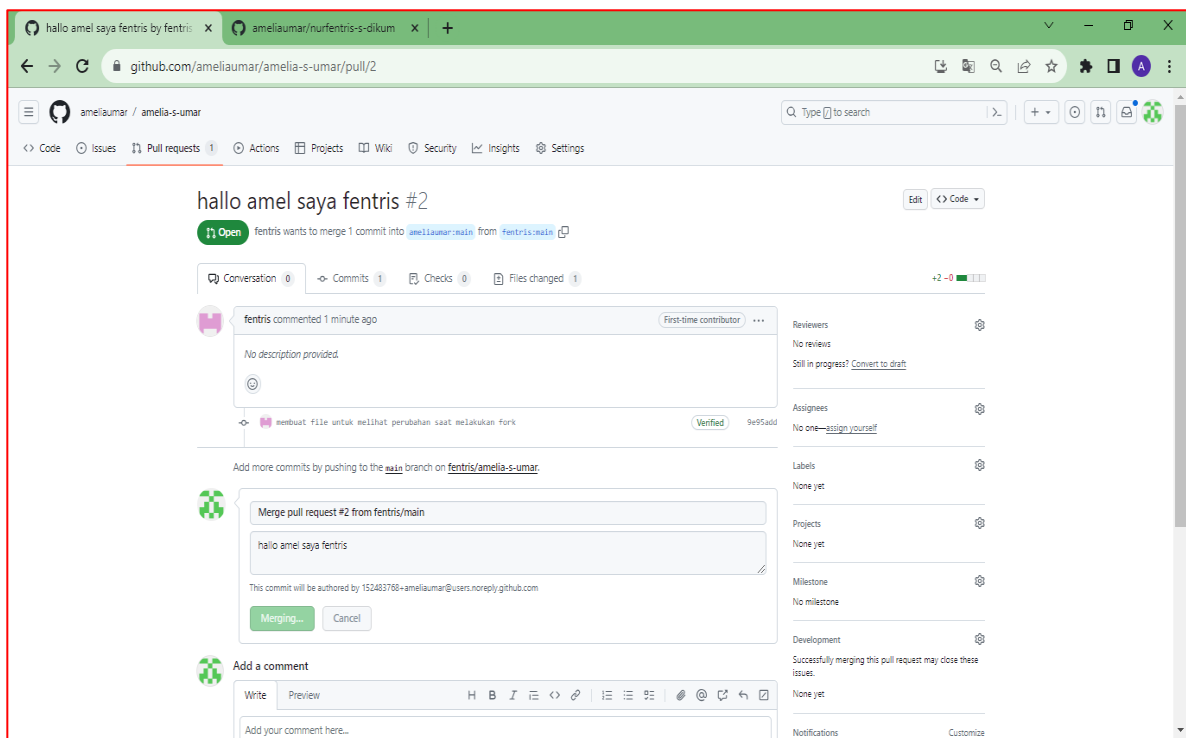 hallo amel saya fentris by fentris
ameliaumar/nurfentris-s-dikum
github.com/ameliaumar/amelia-s-umar/pull/2
A
ameliaumar / amelia-s-umar
Type / to search
Code Issues Pull requests 1 Actions Projects Wiki Security Insights Settings
hallo amel saya fentris #2
Edit <> Code
Open fentris wants to merge 1 commit into ameliaumar:main from fentris:main
Conversation 0 Commits 1 Checks 0 Files changed 1
+2 −0
fentris commented 1 minute ago First-time contributor
No description provided.
membuat file untuk melihat perubahan saat melakukan fork Verified 9e95add
Add more commits by pushing to the main branch on fentris/amelia-s-umar.
Merge pull request #2 from fentris/main
hallo amel saya fentris
This commit will be authored by 152483768+ameliaumar@users.noreply.github.com
Merging... Cancel
Add a comment
Write Preview
Add your comment here...
Reviewers
No reviews
Still in progress? Convert to draft
Assignees
No one—assign yourself
Labels
None yet
Projects
None yet
Milestone
No milestone
Development
Successfully merging this pull request may close these
issues.
None yet
Notifications Customize